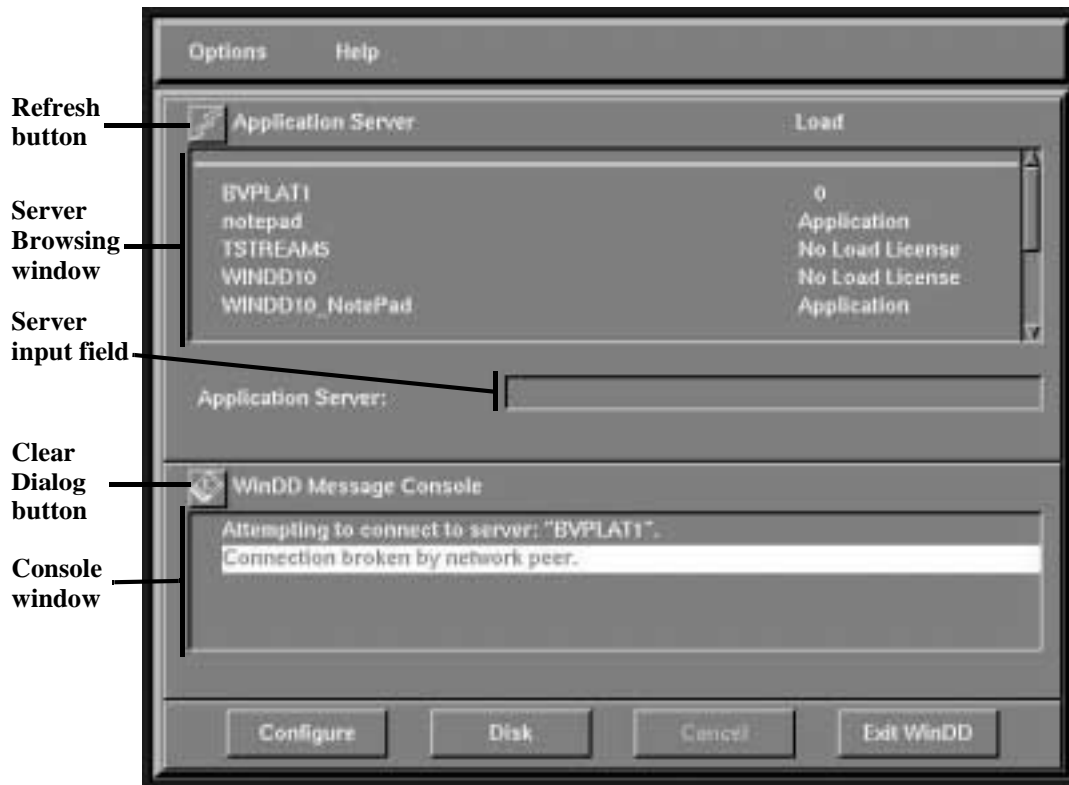 Options Help
Refresh
button
Application Server Load
Server
Browsing
window
BVPLAT1 0
notepad Application
TSTREAM5 No Load License
WINDD10 No Load License
WINDD10_NotePad Application
Server
input field
Application Server:
Clear
Dialog
button
WinDD Message Console
Attempting to connect to server: "BVPLAT1".
Connection broken by network peer.
Console
window
Configure Disk Cancel Exit WinDD